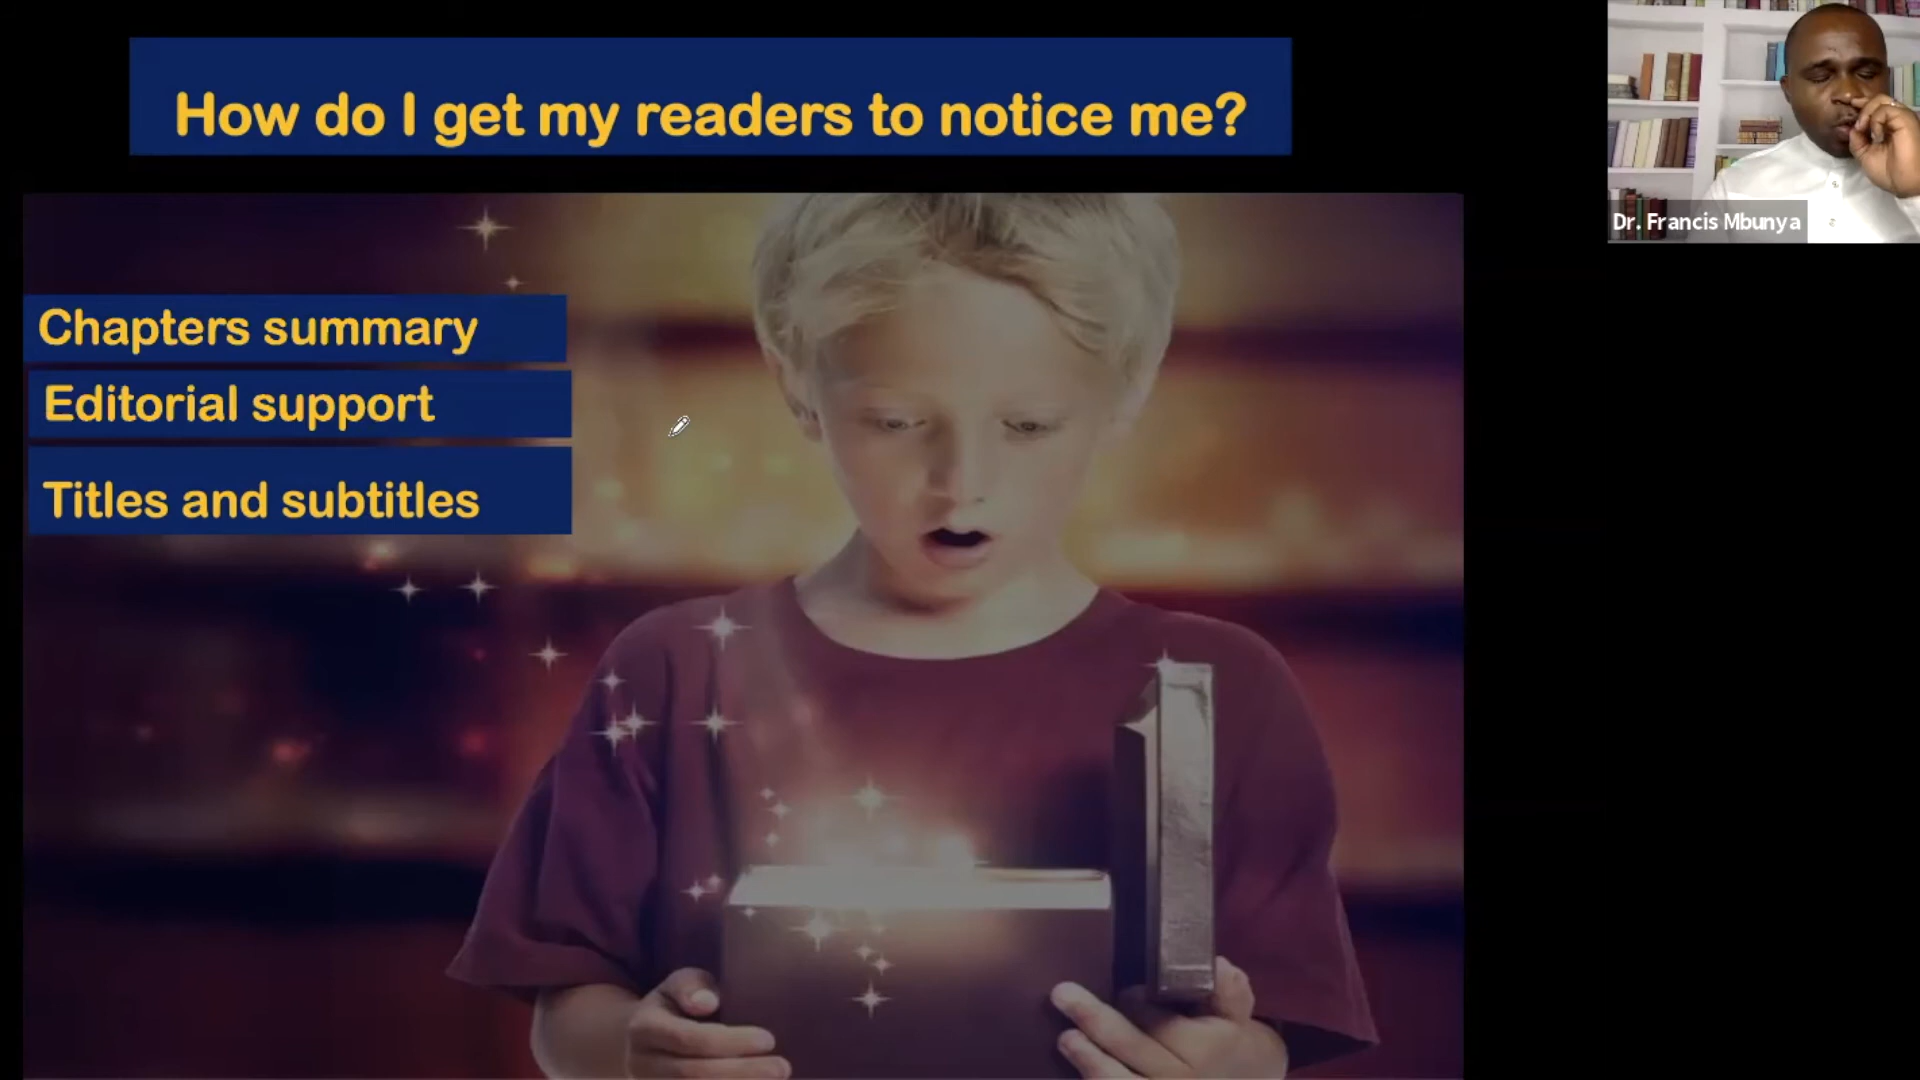 How do I get my readers to notice me?
Chapters summary
Editorial support
Titles and subtitles
Dr. Francis Mbunya